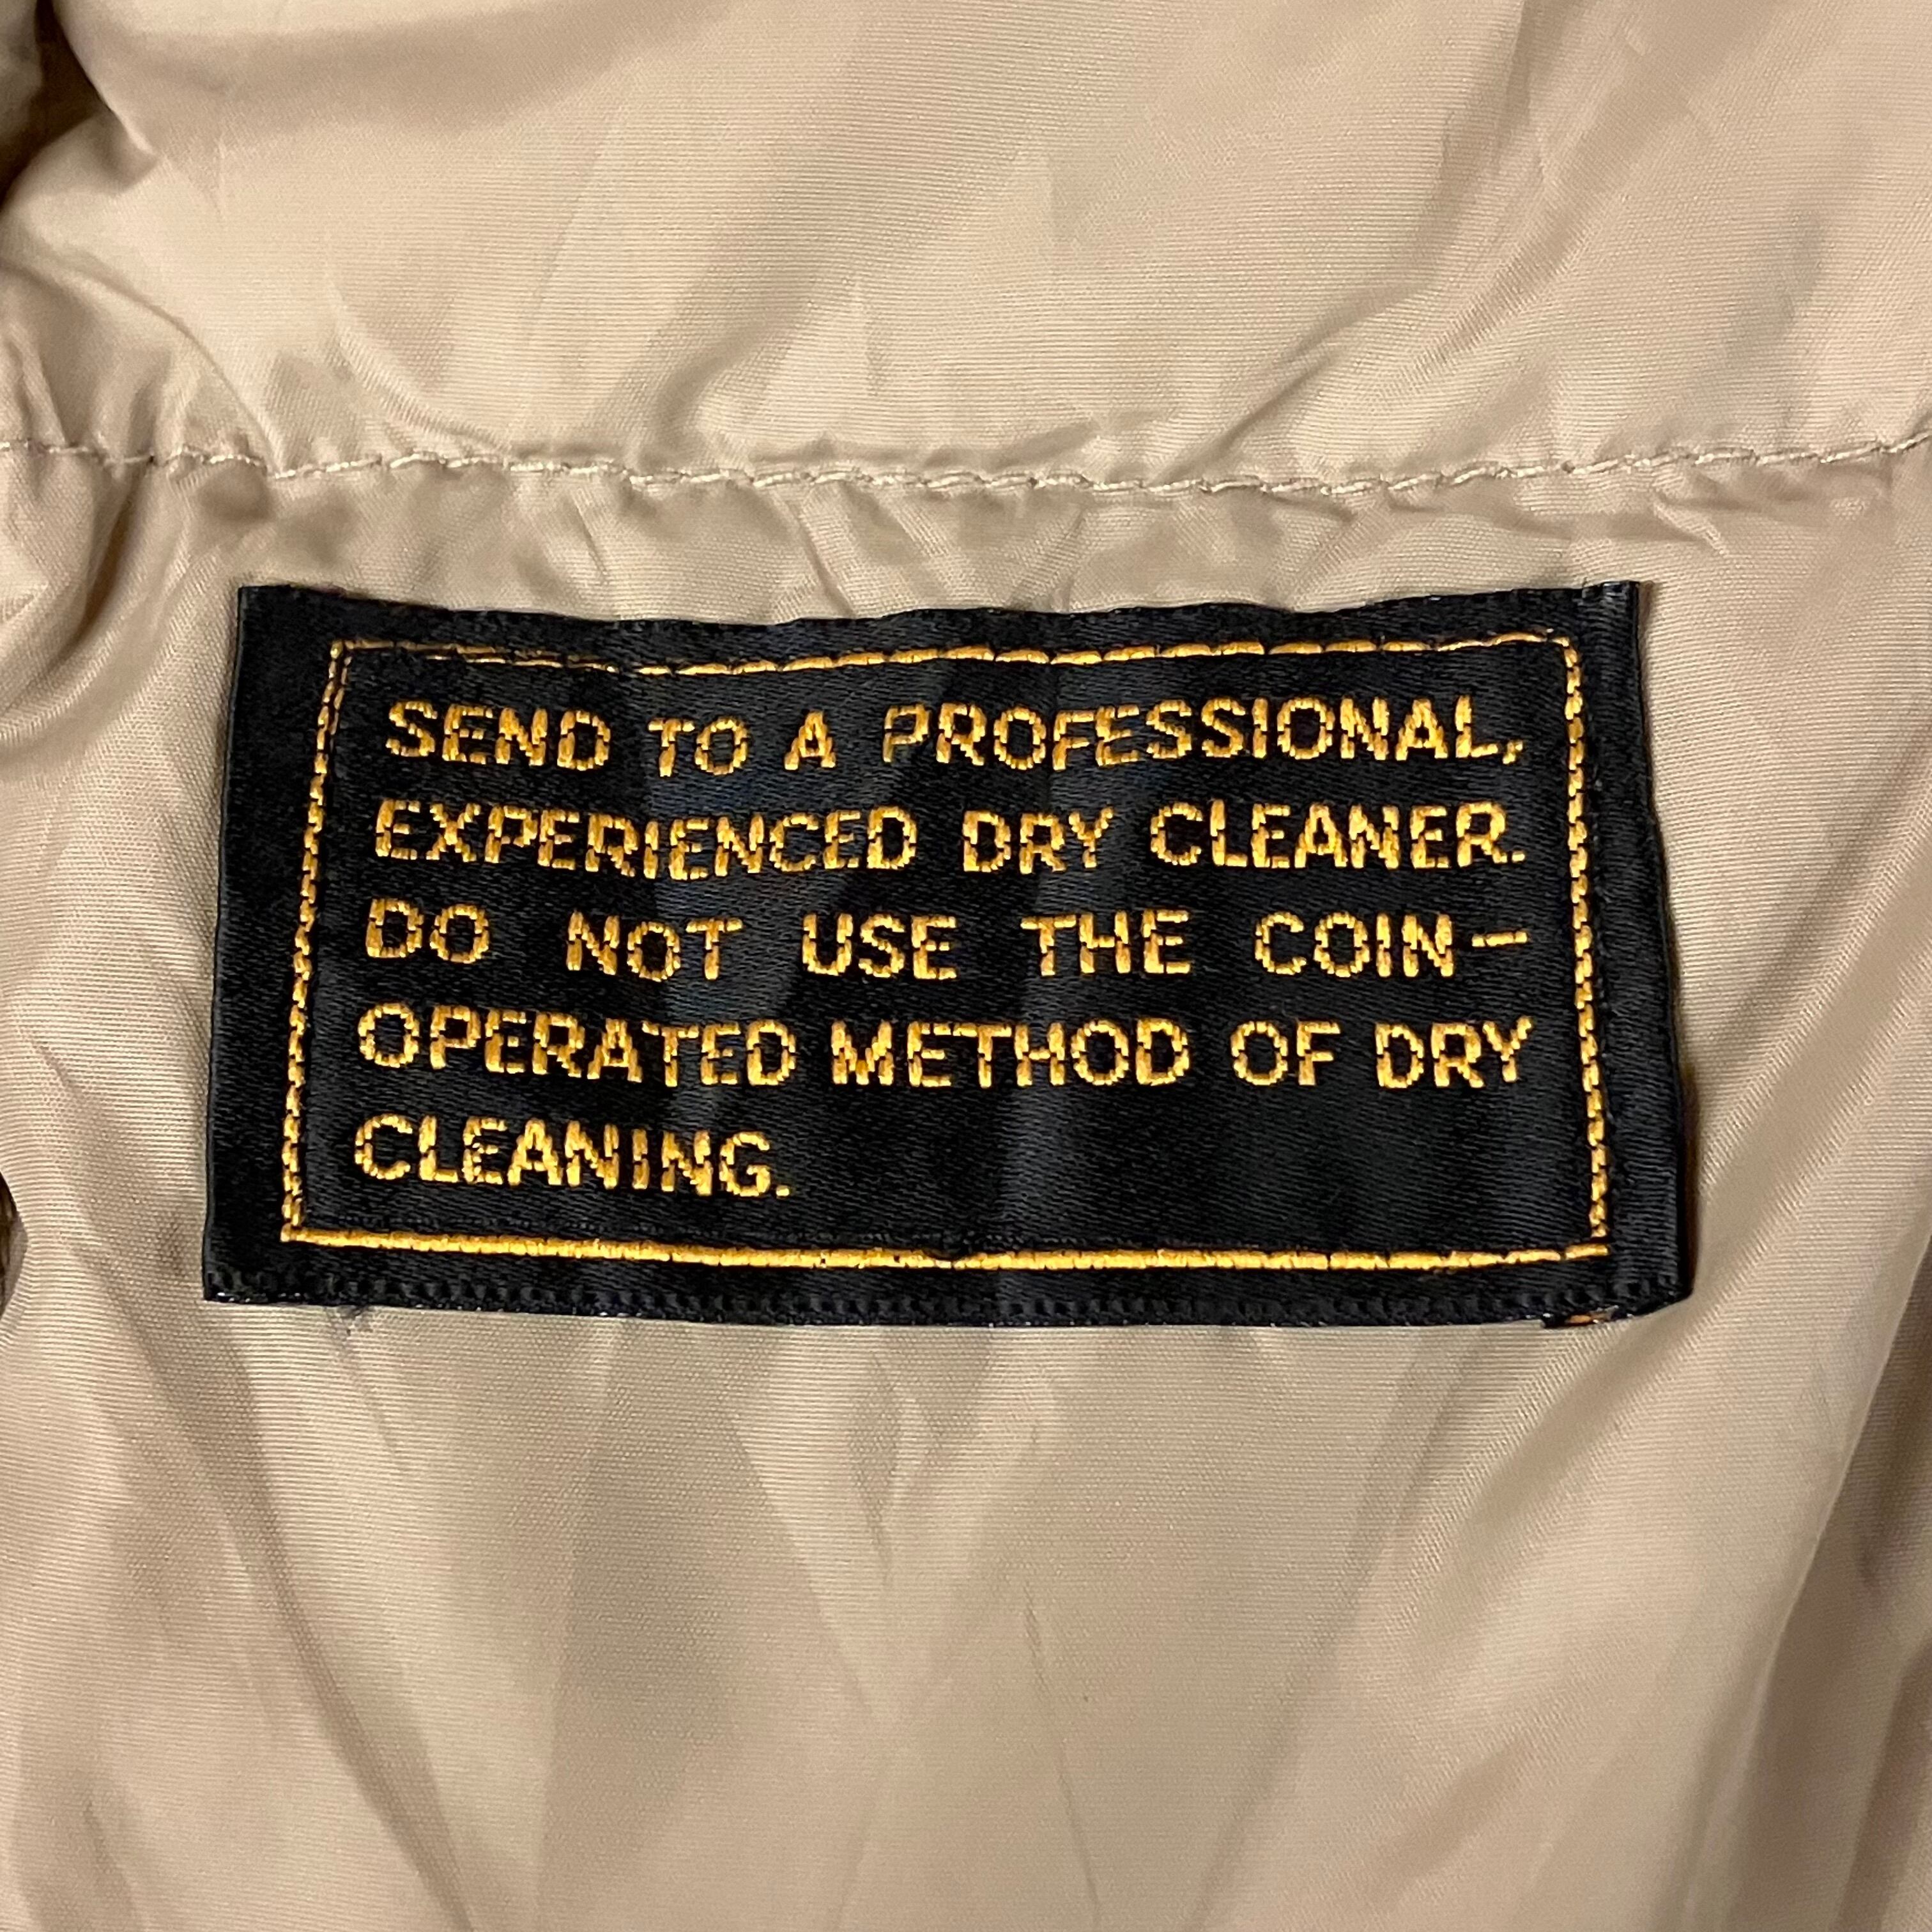 SEND TO A PROFESSIONAL,
EXPERIENCED DRY CLEANER.
DO NOT USE THE COIN-
OPERATED METHOD OF DRY
CLEANING.